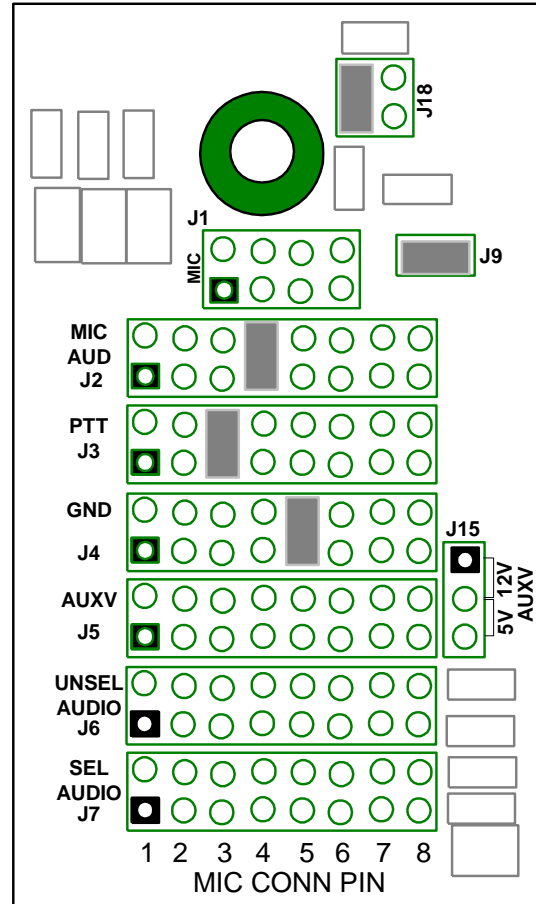 J18
J1
MIC
J9
MIC
AUD
J2
PTT
J3
GND
J4
J15
12V
5V
AUXV
AUXV
J5
UNSEL
AUDIO
J6
SEL
AUDIO
J7
1 2 3 4 5 6 7 8
MIC CONN PIN